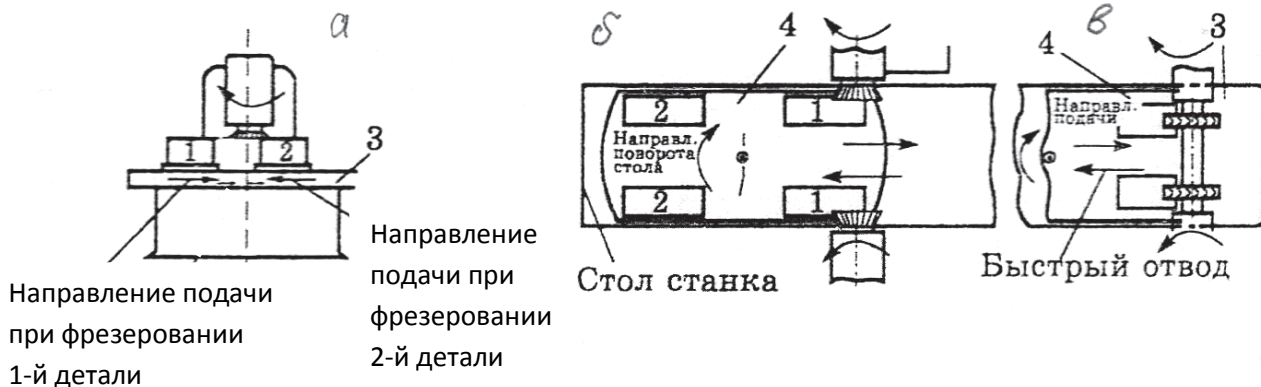 а
1
2
3
Направление подачи
при фрезеровании
1-й детали
Направление
подачи при
фрезеровании
2-й детали
б
4
2
1
Направл.
поворота
стола
2
1
Стол станка
в
3
4
Направл.
подачи
Быстрый отвод